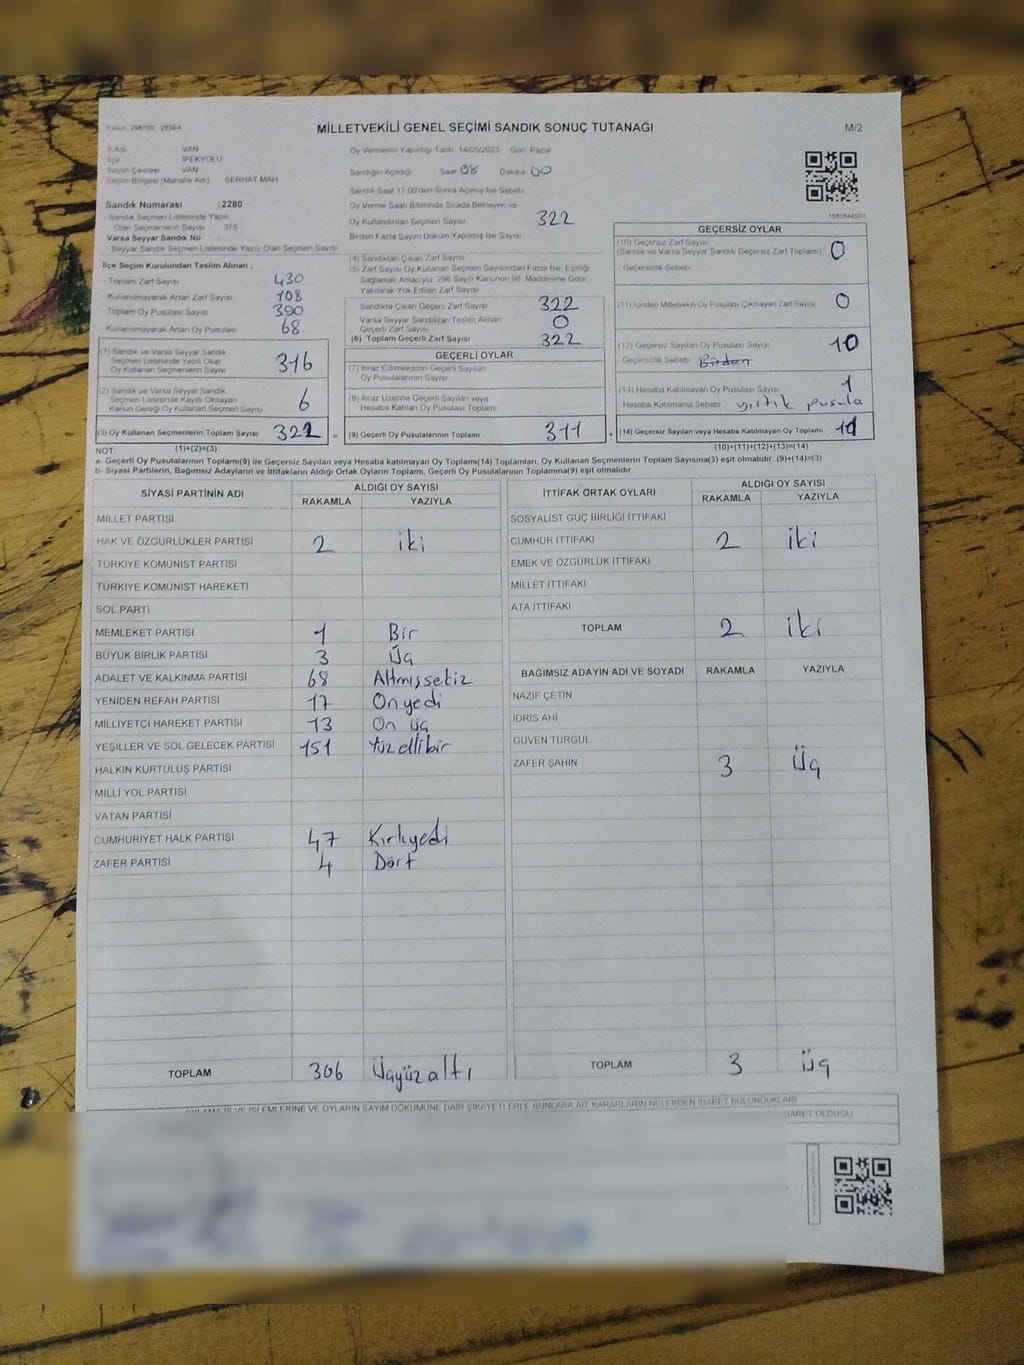 MİLLETVEKİLİ GENEL SEÇİMİ SANDIK SONUÇ TUTANAĞI
M/2
İl Adı: VAN
İlçe İPEKYOLU
Seçim Çevresi VAN
Seçim Bölgesi (Mahalle Adı) : SERHAT MAH
Sandık Numarası :2280
- Sandık Seçmen Listesinde Yazılı
Olan Seçmenlerin Sayısı 375
Varsa Seyyar Sandık No :
- Seyyar Sandık Seçmen Listesinde Yazılı Olan Seçmen Sayısı
Oy Vermenin Yapıldığı Tarih 14/05/2023 Gün Pazar
Sandığın Açıldığı Saat 08 Dakika 00
Sandık Saat 17.00'den Sonra Açılmış İse Sebebi
Oy Verme Saati Bitiminde Sırada Bekleyen ve
Oy Kullandırılan Seçmen Sayısı 322
Birden Fazla Sayım Döküm Yapılmış İse Sayısı
İlçe Seçim Kurulundan Teslim Alınan ;
- Toplam Zarf Sayısı 430
- Kullanılmayarak Artan Zarf Sayısı 108
- Toplam Oy Pusulası Sayısı 390
- Kullanılmayarak Artan Oy Pusulası 68
(1) Sandık ve Varsa Seyyar Sandık
Seçmen Listesinde Yazılı Olup
Oy Kullanan Seçmenlerin Sayısı 316
(2) Sandık ve Varsa Seyyar Sandık
Seçmen Listesinde Kayıtlı Olmayan
Kanun Gereği Oy Kullanan Seçmen Sayısı 6
(3) Oy Kullanan Seçmenlerin Toplam Sayısı 322
(1)+(2)=(3)
(4) Sandıktan Çıkan Zarf Sayısı
(5) Zarf Sayısı Oy Kullanan Seçmen Sayısından Fazla İse, Eşitliği
Sağlamak Amacıyla; 298 Sayılı Kanunun 98. Maddesine Göre
Yakılarak Yok Edilen Zarf Sayısı
Sandıkta Çıkan Geçerli Zarf Sayısı 322
Varsa Seyyar Sandıktan Teslim Alınan
Geçerli Zarf Sayısı 0
(6) Toplam Geçerli Zarf Sayısı 322
GEÇERLİ OYLAR
(7) İtiraz Edilmeksizin Geçerli Sayılan
Oy Pusulalarının Sayısı
(8) İtiraz Üzerine Geçerli Sayılan veya
Hesaba Katılan Oy Pusulası Toplamı
(9) Geçerli Oy Pusulalarının Toplamı 311
GEÇERSİZ OYLAR
(10) Geçersiz Zarf Sayısı
(Sandık ve Varsa Sandık Geçersiz Zarf Toplamı) 0
- Geçersizlik Sebebi
(11) İçinden Milletvekili Oy Pusulası Çıkmayan Zarf Sayısı 0
(12) Geçersiz Sayılan Oy Pusulası Sayısı 10
Geçersizlik Sebebi
(13) Hesaba Katılmayan Oy Pusulası Sayısı 1
Hesaba Katılmama Sebebi yırtık pusula
(14) Geçersiz Sayılan veya Hesaba Katılmayan Oy Toplamı 11
(10)+(11)+(12)+(13)=(14)
NOT:
a- Geçerli Oy Pusulalarının Toplamı(9) ile Geçersiz Sayılan veya Hesaba katılmayan Oy Toplamı(14) Toplamları, Oy Kullanan Seçmenlerin Toplam Sayısına(3) eşit olmalıdır. (9)+(14)=(3)
b- Siyasi Partilerin, Bağımsız Adayların ve İttifakların Aldığı Ortak Oyların Toplamı, Geçerli Oy Pusulalarının Toplamına(9) eşit olmalıdır.
SİYASİ PARTİNİN ADI ALDIĞI OY SAYISI
RAKAMLA YAZIYLA
MİLLET PARTİSİ
HAK VE ÖZGÜRLÜKLER PARTİSİ 2 iki
TÜRKİYE KOMÜNİST PARTİSİ
TÜRKİYE KOMÜNİST HAREKETİ
SOL PARTİ
MEMLEKET PARTİSİ 1 Bir
BÜYÜK BİRLİK PARTİSİ 3 Üç
ADALET VE KALKINMA PARTİSİ 68 Altmışsekiz
YENİDEN REFAH PARTİSİ 17 Onyedi
MİLLİYETÇİ HAREKET PARTİSİ 13 On üç
YEŞİLLER VE SOL GELECEK PARTİSİ 151 Yüzellibir
HALKIN KURTULUŞ PARTİSİ
MİLLİ YOL PARTİSİ
VATAN PARTİSİ
CUMHURİYET HALK PARTİSİ 47 Kırkyedi
ZAFER PARTİSİ 4 Dört
TOPLAM 306 Üçyüzaltı
İTTİFAK ORTAK OYLARI ALDIĞI OY SAYISI
RAKAMLA YAZIYLA
SOSYALİST GÜÇ BİRLİĞİ İTTİFAKI
CUMHUR İTTİFAKI 2 iki
EMEK VE ÖZGÜRLÜK İTTİFAKI
MİLLET İTTİFAKI
ATA İTTİFAKI
TOPLAM 2 iki
BAĞIMSIZ ADAYIN ADI VE SOYADI RAKAMLA YAZIYLA
NAZİF ÇETİN
İDRİS AHİ
GÜVEN TURGUL
ZAFER ŞAHİN 3 Üç
TOPLAM 3 Üç
OYLAMA İŞ VE İŞLEMLERİNE VE OYLARIN SAYIM DÖKÜMÜNE DAİR ŞİKAYETLERLE BUNLARA AİT KARARLARIN NELERDEN İBARET BULUNDUKLARI
İBARET OLDUĞU